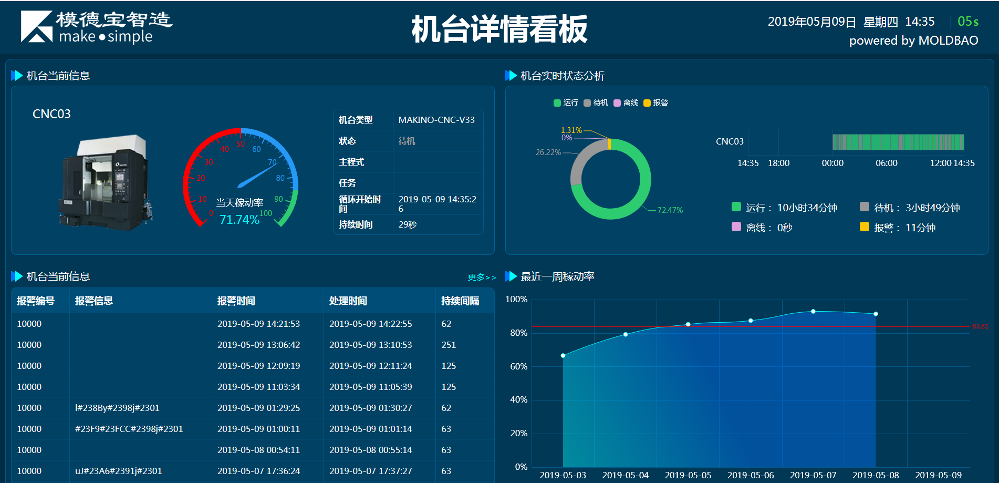 模德宝智造
make●simple
机台详情看板
2019年05月09日 星期四 14:35 05s
powered by MOLDBAO
机台当前信息
CNC03
0
10
20
30
40
50
60
70
80
90
100
当天稼动率
71.74%
机台类型 MAKINO-CNC-V33
状态 待机
主程式
任务
循环开始时间 2019-05-09 14:35:26
持续时间 29秒
机台实时状态分析
运行 待机 离线 报警
1.31%
0%
26.22%
72.47%
CNC03
14:35 18:00 00:00 06:00 12:00 14:35
运行： 10小时34分钟 待机： 3小时49分钟
离线： 0秒 报警： 11分钟
机台当前信息 更多>>
报警编号 报警信息 报警时间 处理时间 持续间隔
10000 2019-05-09 14:21:53 2019-05-09 14:22:55 62
10000 2019-05-09 13:06:42 2019-05-09 13:10:53 251
10000 2019-05-09 12:09:19 2019-05-09 12:11:24 125
10000 2019-05-09 11:03:34 2019-05-09 11:05:39 125
10000 l#238By#2398j#2301 2019-05-09 01:29:25 2019-05-09 01:30:27 62
10000 #23F9#23FCC#2398j#2301 2019-05-09 01:00:11 2019-05-09 01:01:14 63
10000 2019-05-08 00:54:11 2019-05-08 00:55:14 63
10000 uJ#23A6#2391j#2301 2019-05-07 17:36:24 2019-05-07 17:37:27 63
最近一周稼动率
100%
83.81
80%
60%
40%
20%
0%
2019-05-03 2019-05-04 2019-05-05 2019-05-06 2019-05-07 2019-05-08 2019-05-09